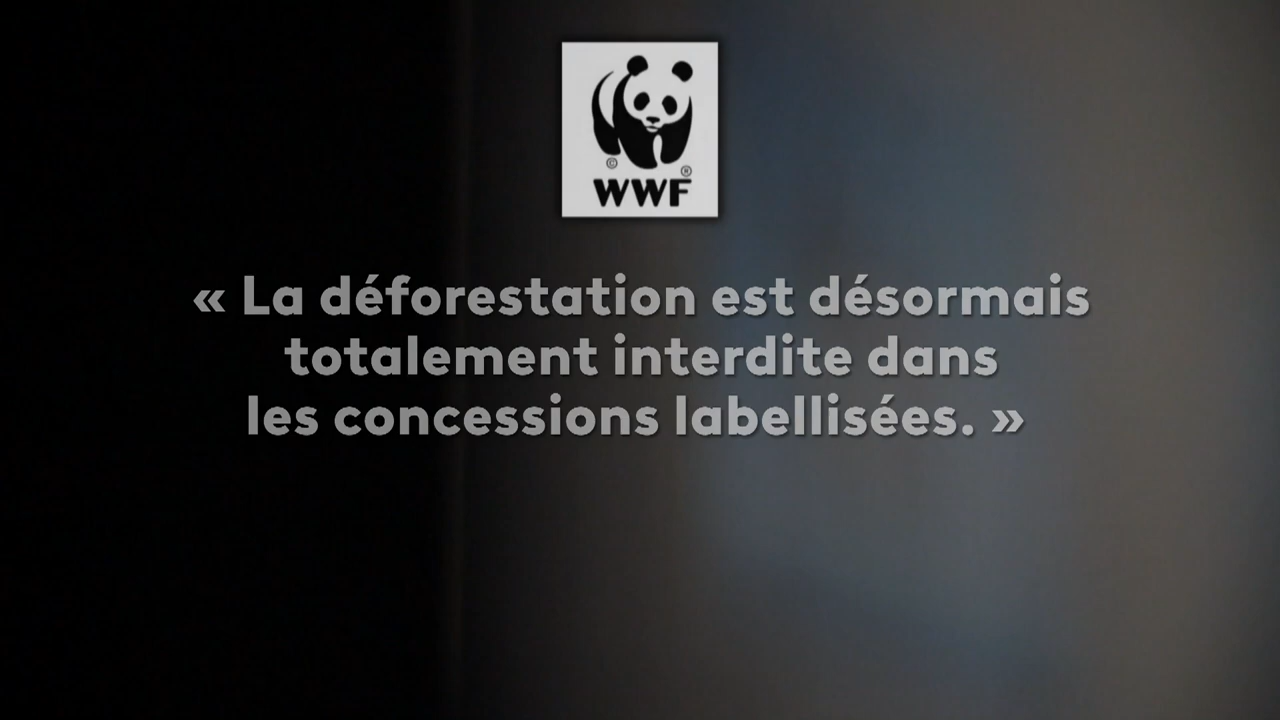 ©
®
WWF
« La déforestation est désormais
totalement interdite dans
les concessions labellisées. »